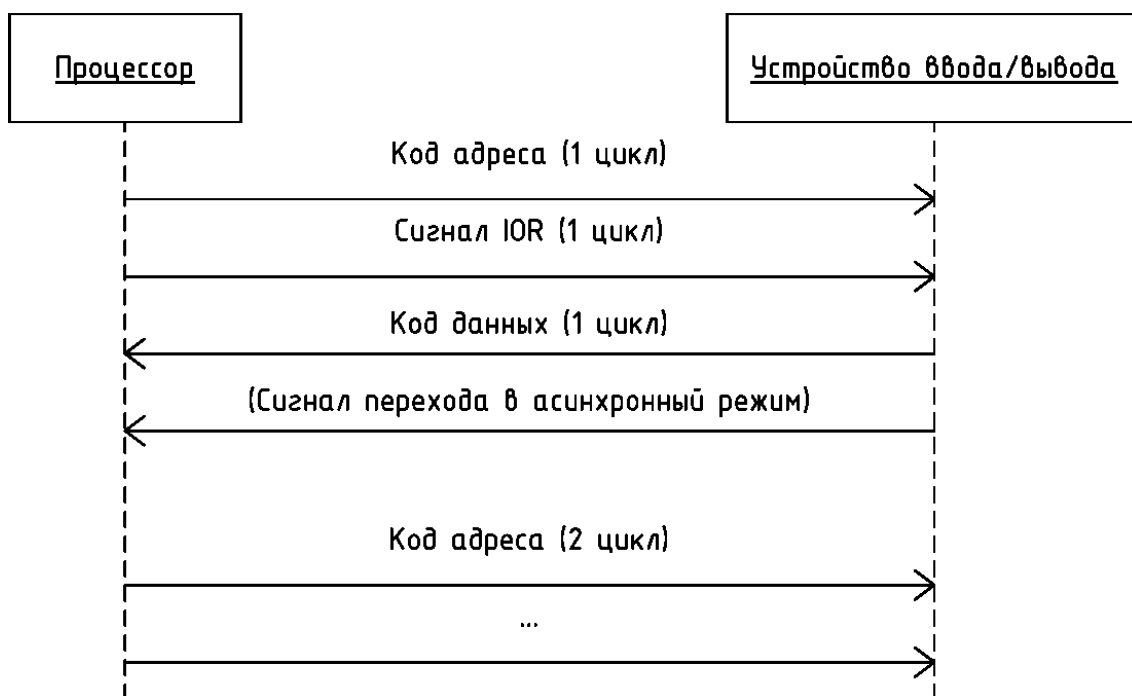 Процессор
Устройство ввода/вывода
Код адреса (1 цикл)
Сигнал IOR (1 цикл)
Код данных (1 цикл)
(Сигнал перехода в асинхронный режим)
Код адреса (2 цикл)
...